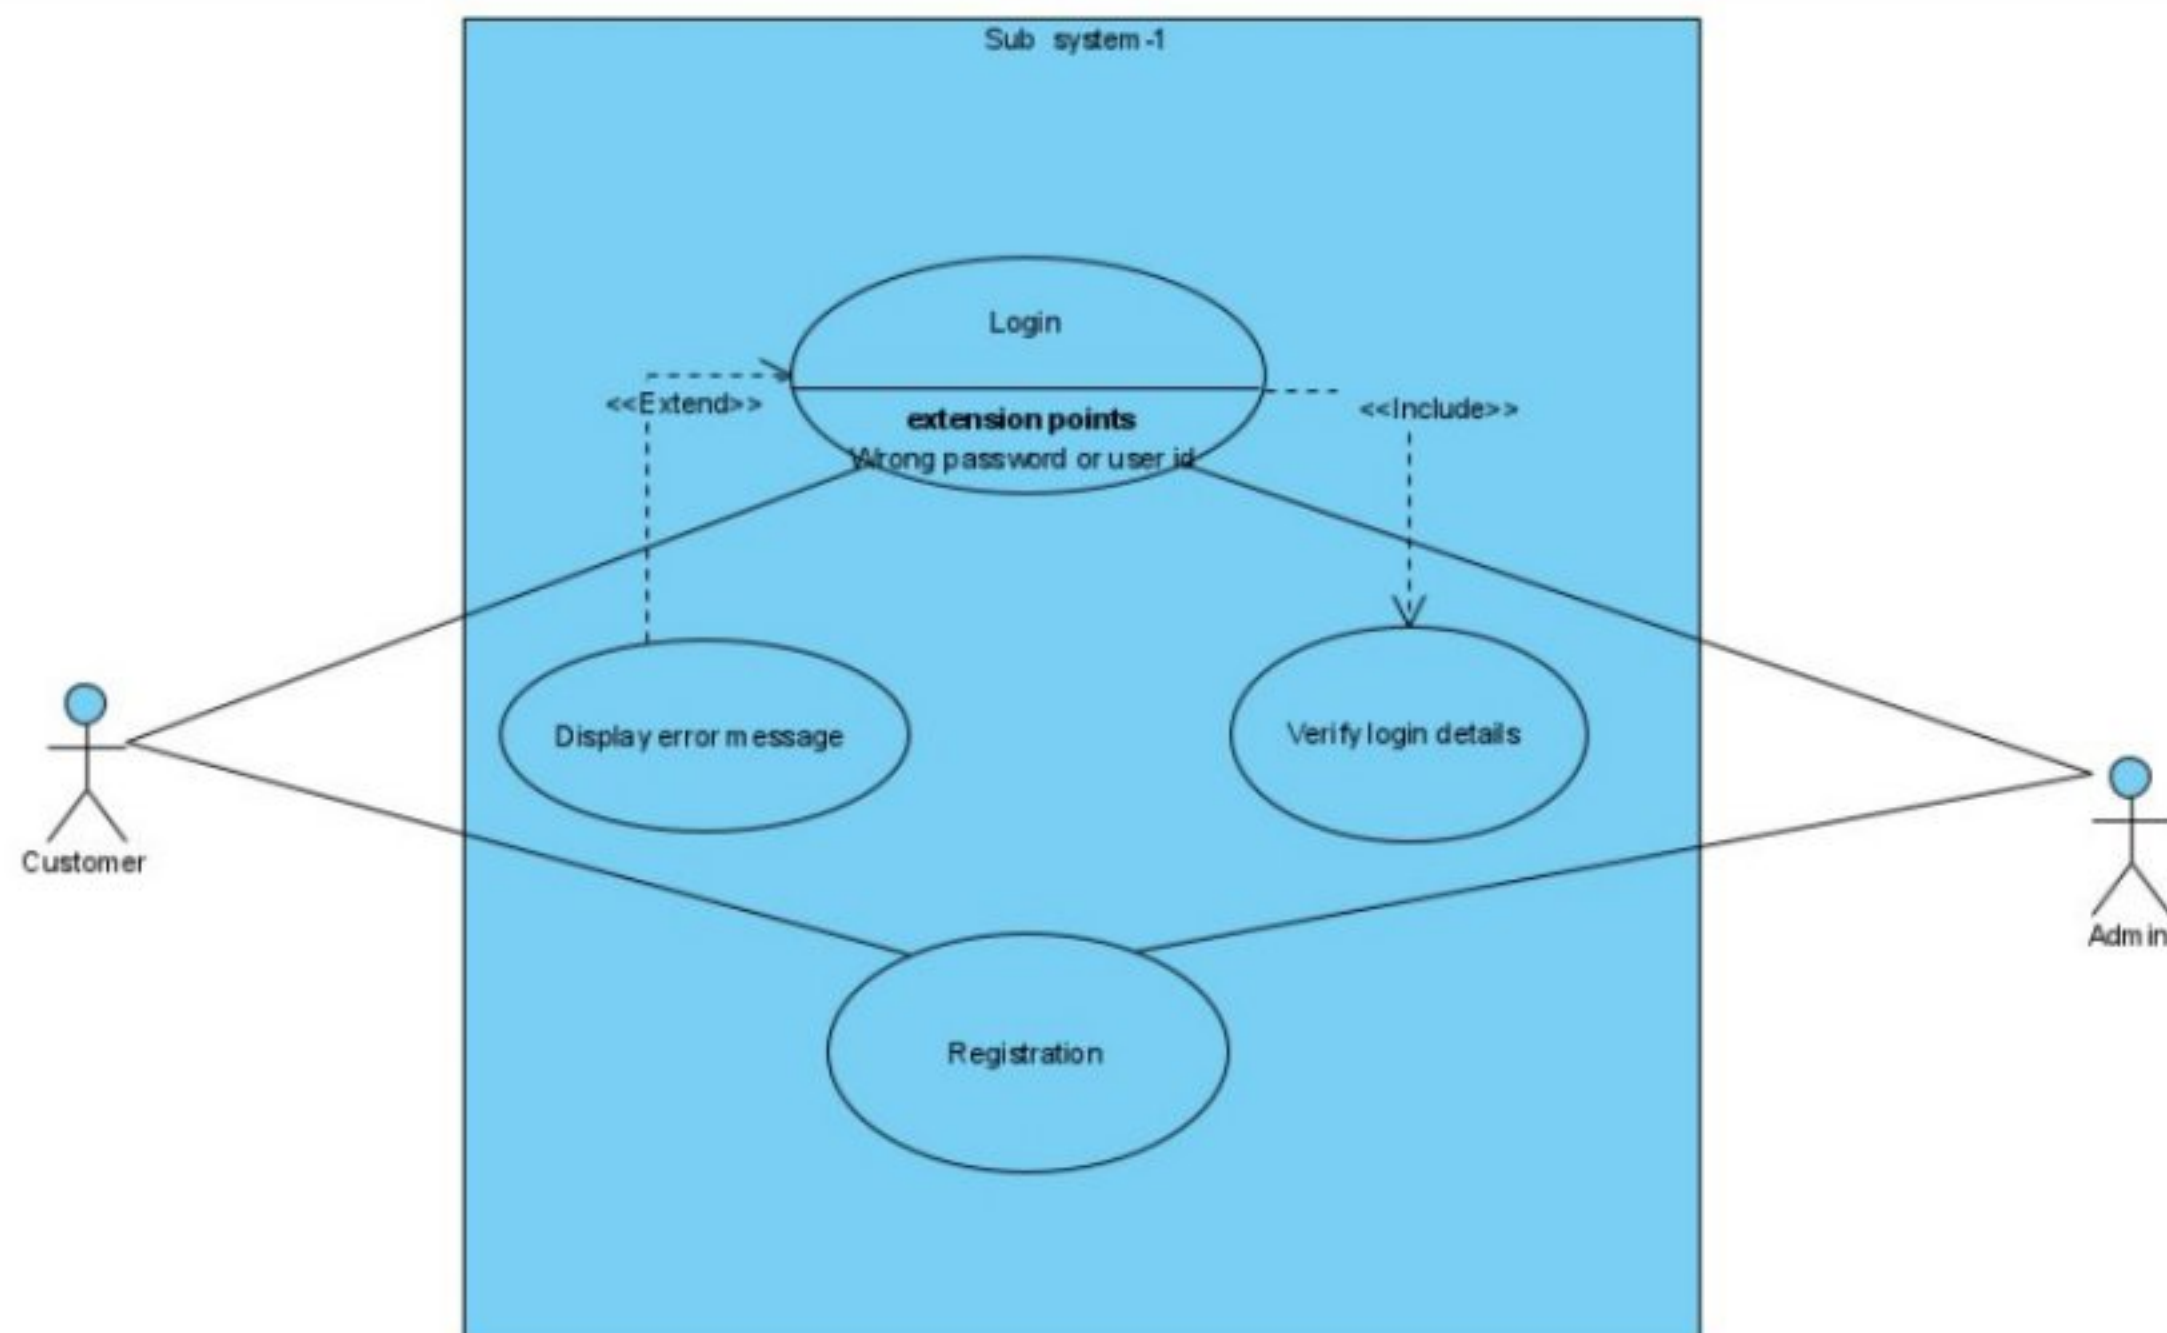 Sub system-1
Login
<<Extend>>
<<Include>>
extension points
Wrong password or user id
Display error message
Verify login details
Customer
Admin
Registration